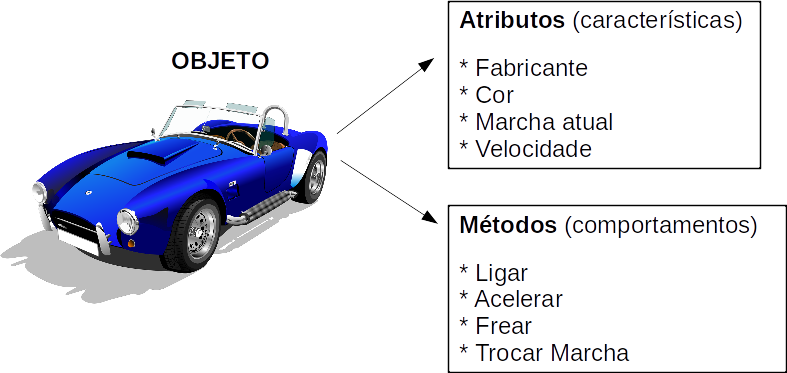 OBJETO
Atributos (características)
* Fabricante
* Cor
* Marcha atual
* Velocidade
Métodos (comportamentos)
* Ligar
* Acelerar
* Frear
* Trocar Marcha